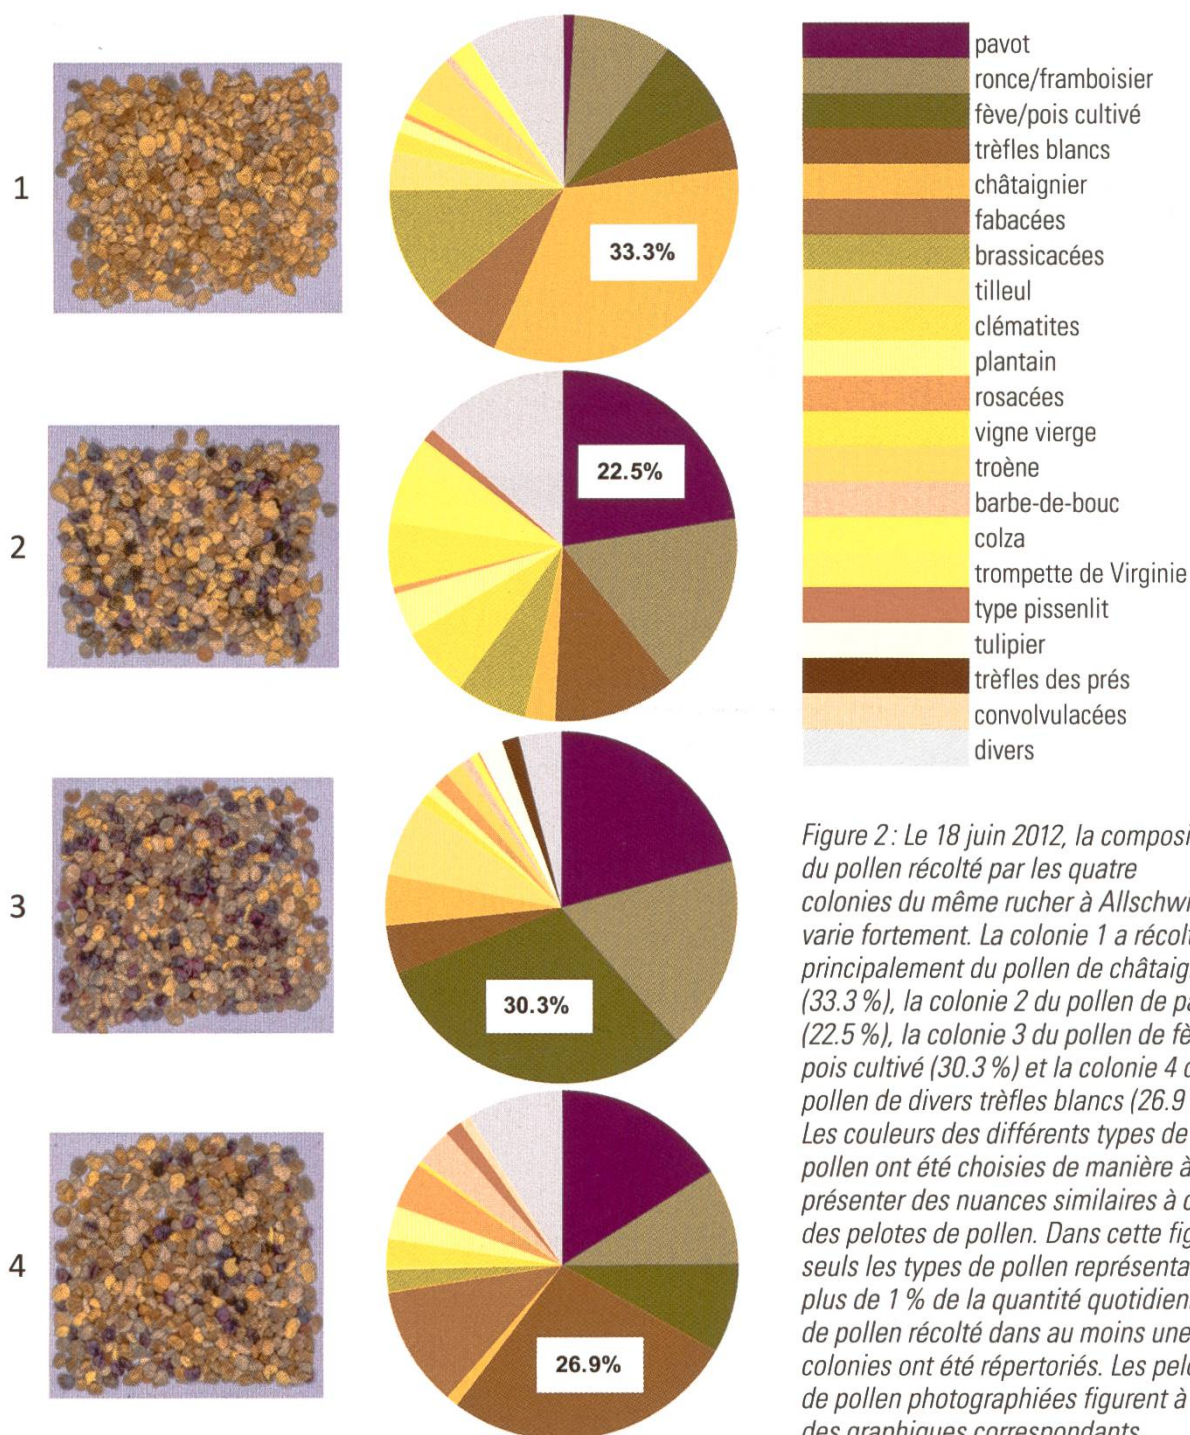 1
33.3%
2
22.5%
3
30.3%
4
26.9%
pavot
ronce/framboisier
fève/pois cultivé
trèfles blancs
châtaignier
fabacées
brassicacées
tilleul
clématites
plantain
rosacées
vigne vierge
troène
barbe-de-bouc
colza
trompette de Virginie
type pissenlit
tulipier
trèfles des prés
convolvulacées
divers
Figure 2 : Le 18 juin 2012, la composi
du pollen récolté par les quatre
colonies du même rucher à Allschw
varie fortement. La colonie 1 a récolt
principalement du pollen de châtaig
(33.3 %), la colonie 2 du pollen de pa
(22.5 %), la colonie 3 du pollen de fè
pois cultivé (30.3 %) et la colonie 4 d
pollen de divers trèfles blancs (26.9
Les couleurs des différents types de
pollen ont été choisies de manière à
présenter des nuances similaires à c
des pelotes de pollen. Dans cette fig
seuls les types de pollen représenta
plus de 1 % de la quantité quotidien
de pollen récolté dans au moins une
colonies ont été répertoriés. Les pel
de pollen photographiées figurent à
des graphiques correspondants